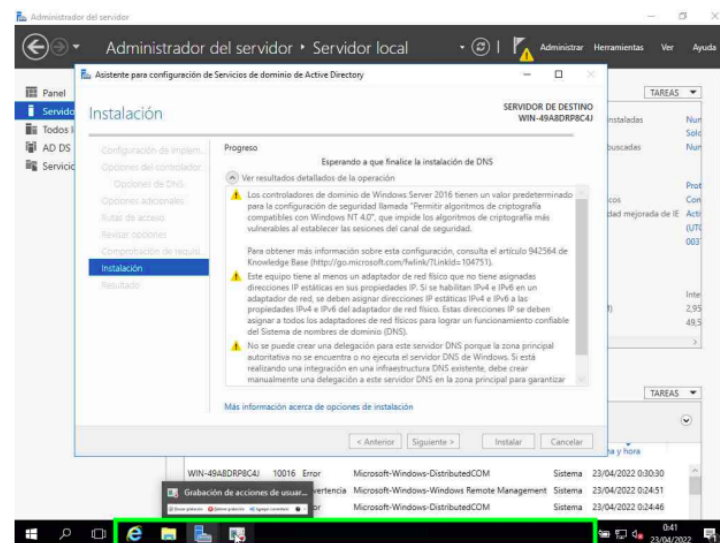 Administrador del servidor
Administrador del servidor • Servidor local
Administrar Herramientas Ver Ayuda
Asistente para configuración de Servicios de dominio de Active Directory
Panel
TAREAS
Instalación
SERVIDOR DE DESTINO
WIN-49A8DRP8C4J
AD DS
Configuración de implem...
Opciones del controlador...
Opciones de DNS
Opciones adicionales
Rutas de acceso
Revisar opciones
Comprobación de requisi...
Instalación
Resultado
Progreso
Esperando a que finalice la instalación de DNS
Ver resultados detallados de la operación
Los controladores de dominio de Windows Server 2016 tienen un valor predeterminado
para la configuración de seguridad llamada "Permitir algoritmos de criptografía
compatibles con Windows NT 4.0", que impide los algoritmos de criptografía más
vulnerables al establecer las sesiones del canal de seguridad.
Para obtener más información sobre esta configuración, consulta el artículo 942564 de
Knowledge Base (http://go.microsoft.com/fwlink/?LinkId=104751).
Este equipo tiene al menos un adaptador de red físico que no tiene asignadas
direcciones IP estáticas en sus propiedades IP. Si se habilitan IPv4 e IPv6 en un
adaptador de red, se deben asignar direcciones IP estáticas IPv4 e IPv6 a las
propiedades IPv4 e IPv6 del adaptador de red físico. Estas direcciones IP se deben
asignar a todos los adaptadores de red físicos para lograr un funcionamiento confiable
del Sistema de nombres de dominio (DNS).
No se puede crear una delegación para este servidor DNS porque la zona principal
autoritativa no se encuentra o no ejecuta el servidor DNS de Windows. Si está
realizando una integración en una infraestructura DNS existente, debe crear
manualmente una delegación a este servidor DNS en la zona principal para garantizar
Más información acerca de opciones de instalación
< Anterior Siguiente > Instalar Cancelar
TAREAS
WIN-49A8DRP8C4J 10016 Error Microsoft-Windows-DistributedCOM Sistema 23/04/2022 0:30:30
Grabación de acciones de usuar...
Microsoft-Windows-Windows Remote Management Sistema 23/04/2022 0:24:51
Microsoft-Windows-DistributedCOM Sistema 23/04/2022 0:24:46
0:41
23/04/2022